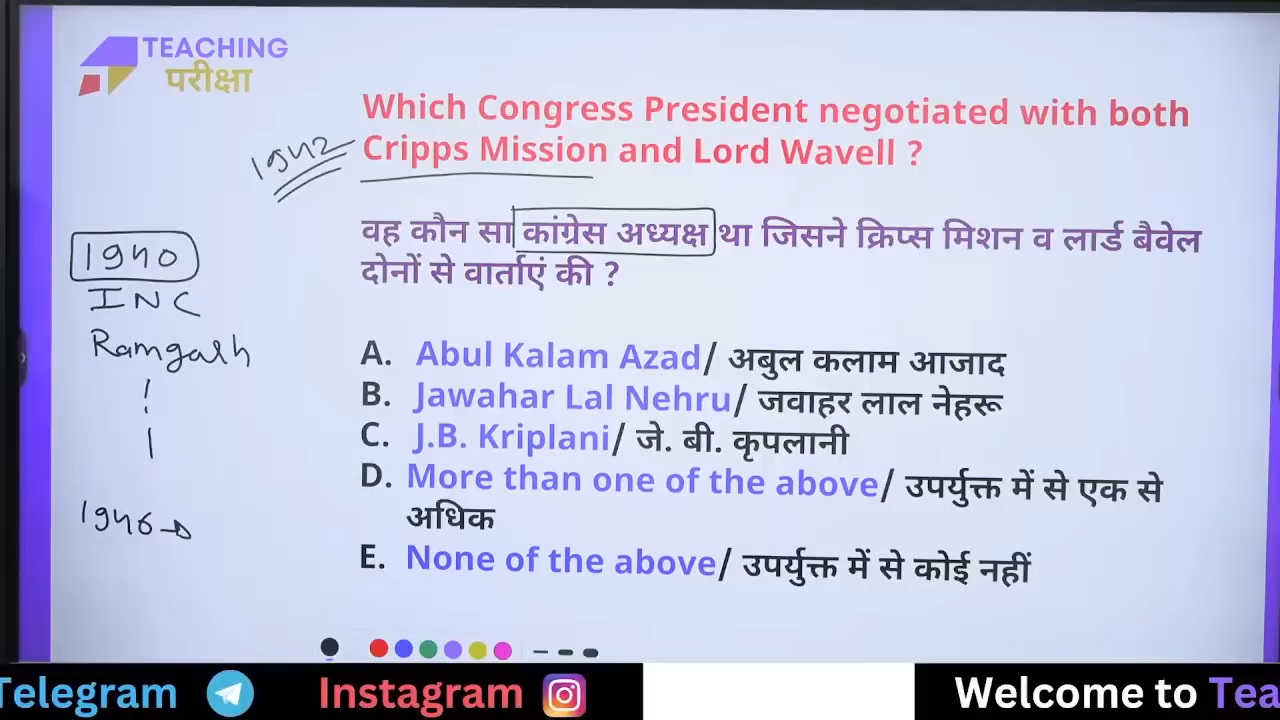 TEACHING
परीक्षा
Which Congress President negotiated with both
Cripps Mission and Lord Wavell ?
1942
वह कौन सा कांग्रेस अध्यक्ष था जिसने क्रिप्स मिशन व लार्ड बैवेल
दोनों से वार्ताएं की ?
1940
INC
Ramgarh
1946
A. Abul Kalam Azad/ अबुल कलाम आजाद
B. Jawahar Lal Nehru/ जवाहर लाल नेहरू
C. J.B. Kriplani/ जे. बी. कृपलानी
D. More than one of the above/ उपर्युक्त में से एक से
अधिक
E. None of the above/ उपर्युक्त में से कोई नहीं
Telegram
Instagram
Welcome to Tea